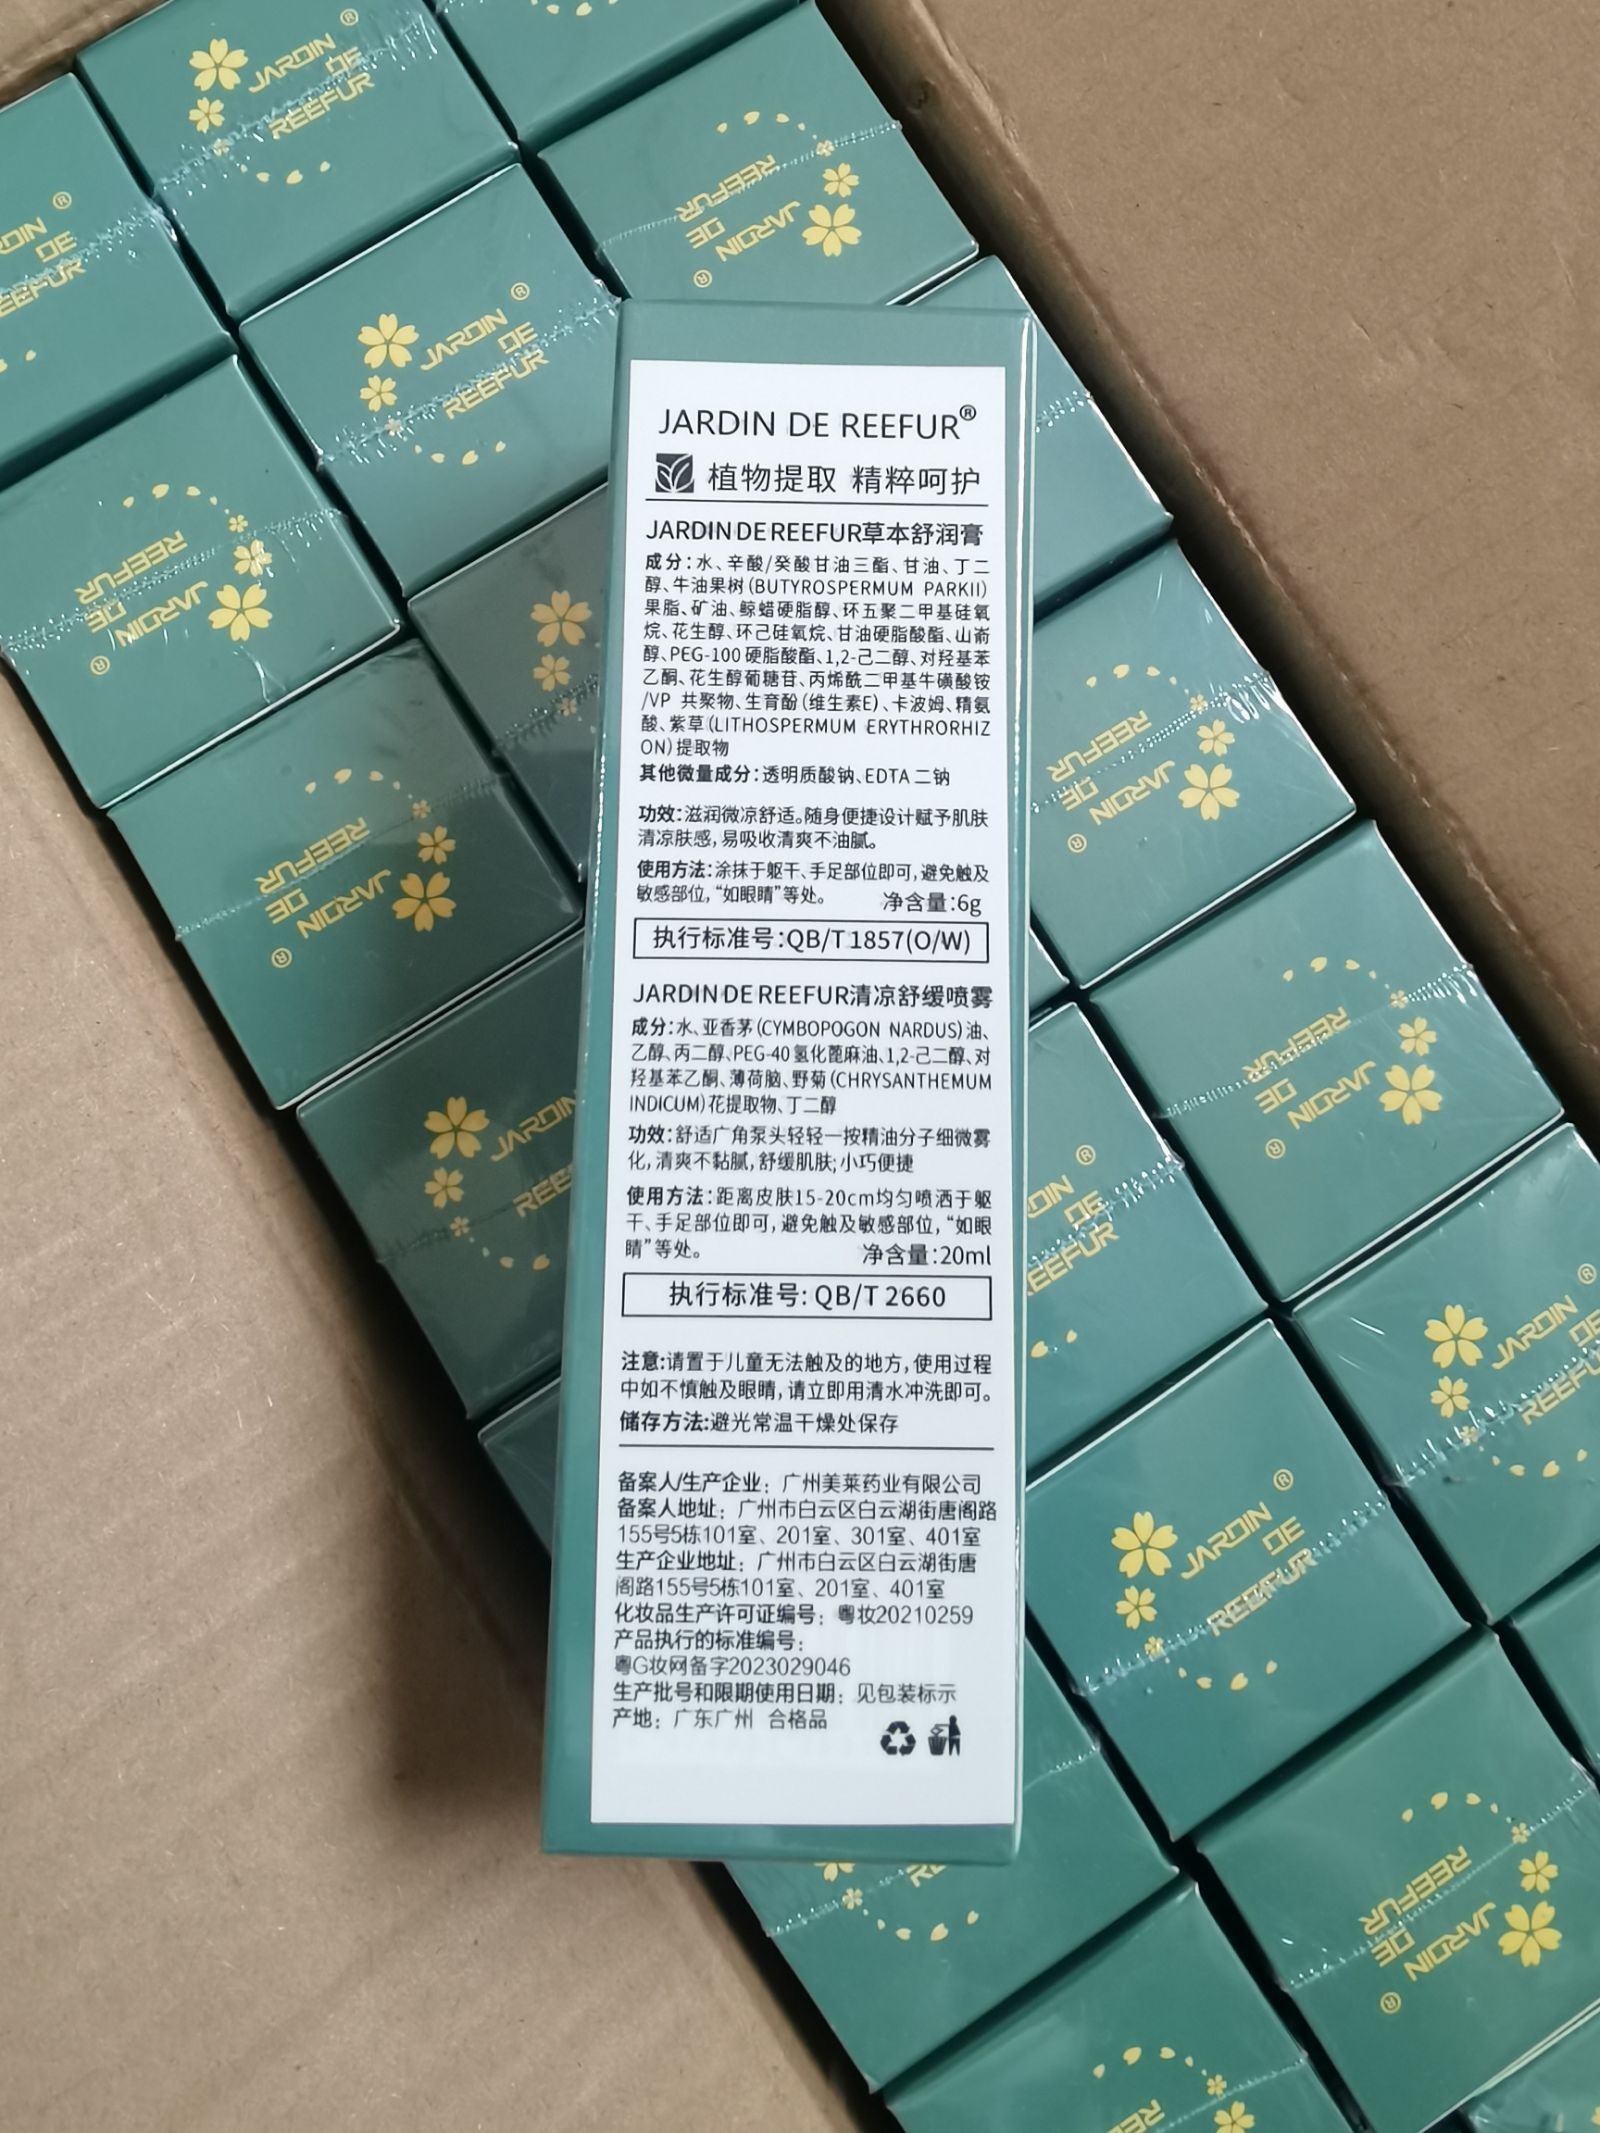 JARDIN DE REEFUR®
植物提取 精粹呵护
JARDIN DE REEFUR草本舒润膏
成分:水、辛酸/癸酸甘油三酯、甘油、丁二
醇、牛油果树(BUTYROSPERMUM PARKII)
果脂、矿油、鲸蜡硬脂醇、环五聚二甲基硅氧
烷、花生醇、环己硅氧烷、甘油硬脂酸酯、山嵛
醇、PEG-100硬脂酸酯、1,2-己二醇、对羟基苯
乙酮、花生醇葡糖苷、丙烯酰二甲基牛磺酸铵
/VP 共聚物、生育酚(维生素E)、卡波姆、精氨
酸、紫草(LITHOSPERMUM ERYTHRORHIZ
ON)提取物
其他微量成分:透明质酸钠、EDTA 二钠
功效:滋润微凉舒适。随身便捷设计赋予肌肤
清凉肤感,易吸收清爽不油腻。
使用方法:涂抹于躯干、手足部位即可,避免触及
敏感部位,“如眼睛”等处。 净含量:6g
执行标准号:QB/T 1857(O/W)
JARDIN DE REEFUR清凉舒缓喷雾
成分:水、亚香茅(CYMBOPOGON NARDUS)油、
乙醇、丙二醇、PEG-40氢化蓖麻油、1,2-己二醇、对
羟基苯乙酮、薄荷脑、野菊(CHRYSANTHEMUM
INDICUM)花提取物、丁二醇
功效:舒适广角泵头轻轻一按精油分子细微雾
化,清爽不黏腻,舒缓肌肤;小巧便捷
使用方法:距离皮肤15-20cm均匀喷洒于躯
干、手足部位即可,避免触及敏感部位,“如眼
睛”等处。 净含量:20ml
执行标准号: QB/T 2660
注意:请置于儿童无法触及的地方,使用过程
中如不慎触及眼睛,请立即用清水冲洗即可。
储存方法:避光常温干燥处保存
备案人/生产企业：广州美莱药业有限公司
备案人地址：广州市白云区白云湖街唐阁路
155号5栋101室、201室、301室、401室
生产企业地址：广州市白云区白云湖街唐
阁路155号5栋101室、201室、401室
化妆品生产许可证编号：粤妆20210259
产品执行的标准编号：
粤G妆网备字2023029046
生产批号和限期使用日期：见包装标示
产地：广东广州 合格品
JARDIN
DE
REEFUR
®